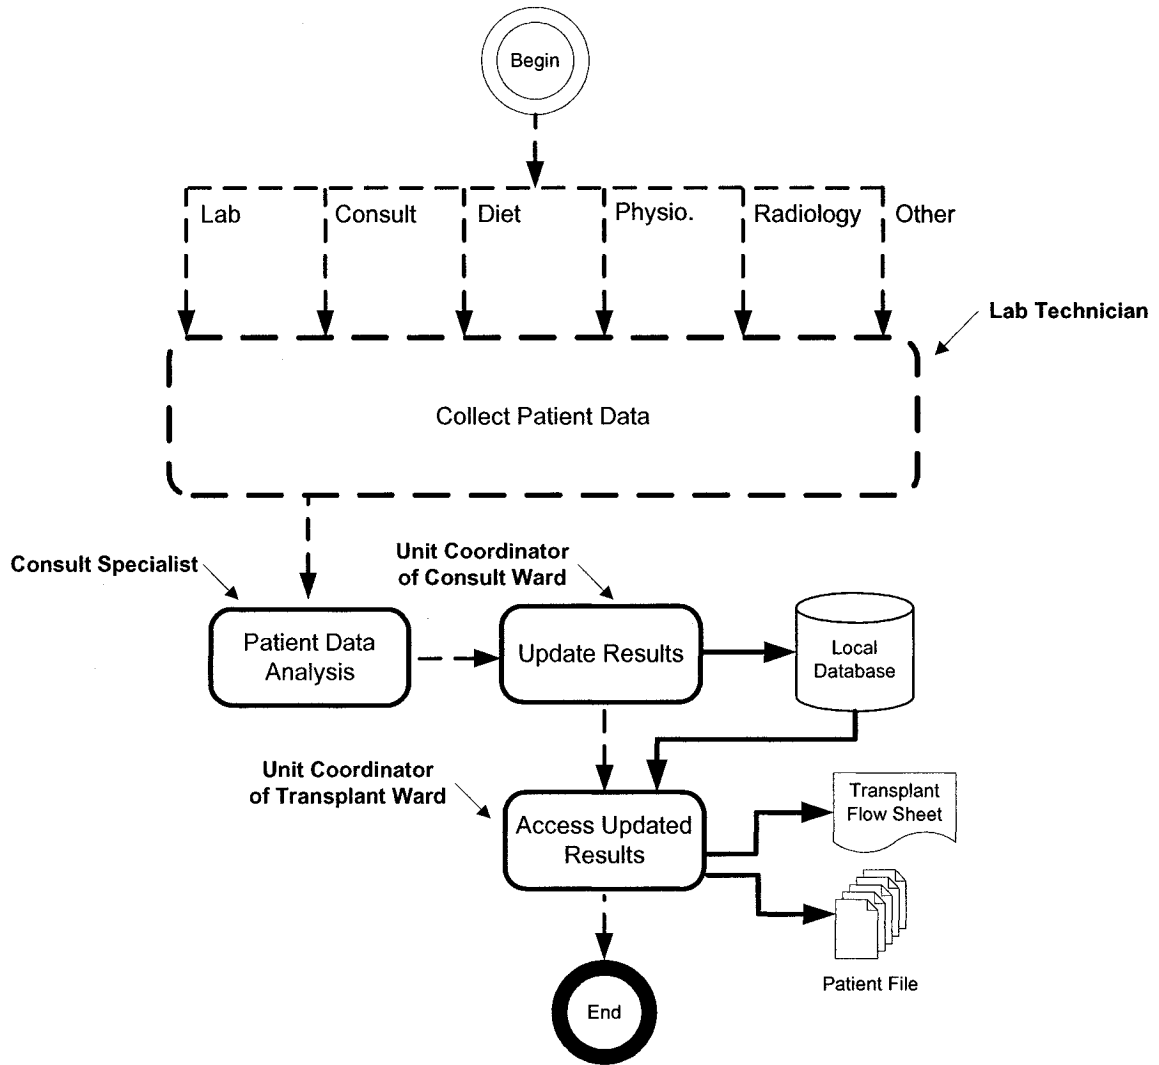 Begin
Lab
Consult
Diet
Physio.
Radiology
Other
Lab Technician
Collect Patient Data
Consult Specialist
Unit Coordinator
of Consult Ward
Patient Data
Analysis
Update Results
Local
Database
Unit Coordinator
of Transplant Ward
Access Updated
Results
Transplant
Flow Sheet
Patient File
End